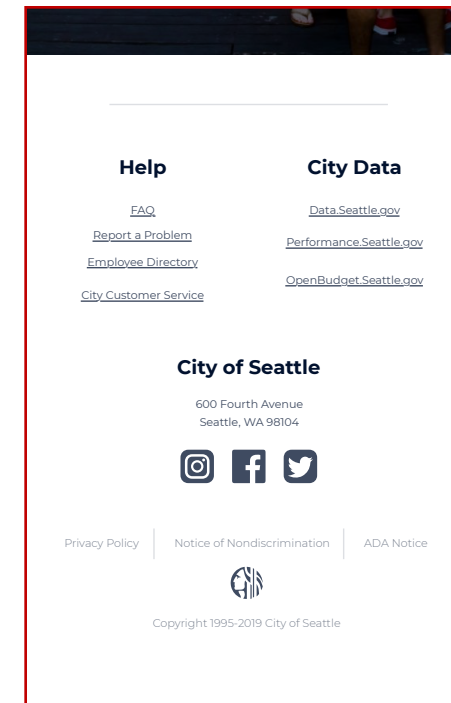 Help
FAQ
Report a Problem
Employee Directory
City Customer Service
City Data
Data.Seattle.gov
Performance.Seattle.gov
OpenBudget.Seattle.gov
City of Seattle
600 Fourth Avenue
Seattle, WA 98104
Privacy Policy
Notice of Nondiscrimination
ADA Notice
Copyright 1995-2019 City of Seattle